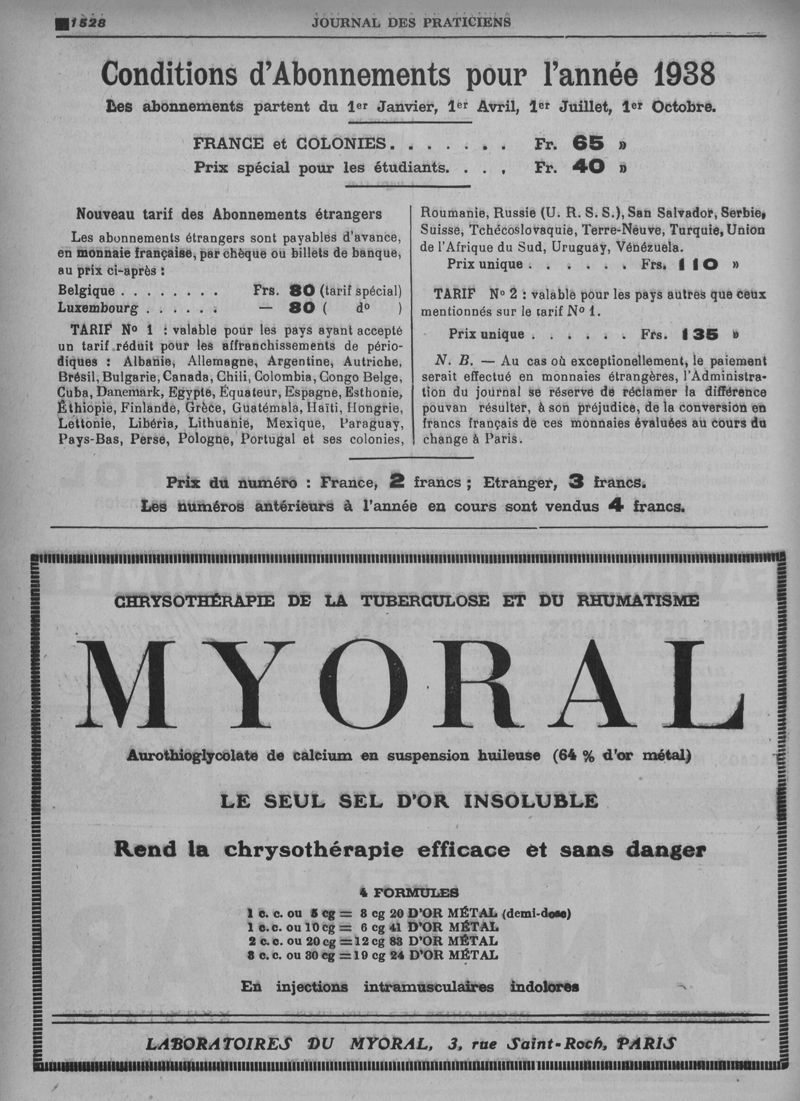 1528
JOURNAL DES PRATICIENS
Conditions d'Abonnements pour l'année 1938
Les abonnements partent du 1er Janvier, 1er Avril, 1er Juillet, 1er Octobre.
FRANCE et COLONIES. . . . . . . Fr. 65 »
Prix spécial pour les étudiants. . . . Fr. 40 »
Nouveau tarif des Abonnements étrangers
Les abonnements étrangers sont payables d'avance,
en monnaie française, par chèque ou billets de banque,
au prix ci-après :
Belgique . . . . . . . . Frs. 80 (tarif spécial)
Luxembourg . . . . . . — 80 ( do )
TARIF No 1 : valable pour les pays ayant accepté
un tarif réduit pour les affranchissements de pério-
diques : Albanie, Allemagne, Argentine, Autriche,
Brésil, Bulgarie, Canada, Chili, Colombia, Congo Belge,
Cuba, Danemark, Egypte, Equateur, Espagne, Esthonie,
Éthiopie, Finlande, Grèce, Guatémala, Haïti, Hongrie,
Lettonie, Libéria, Lithuanie, Mexique, Paraguay,
Pays-Bas, Perse, Pologne, Portugal et ses colonies,
Roumanie, Russie (U. R. S. S.), San Salvador, Serbie,
Suisse, Tchécoslovaquie, Terre-Neuve, Turquie, Union
de l'Afrique du Sud, Uruguay, Vénézuela.
Prix unique . . . . . . Frs. 110 »
TARIF No 2 : valable pour les pays autres que ceux
mentionnés sur le tarif No 1.
Prix unique . . . . . . Frs. 135 »
N. B. — Au cas où exceptionellement, le paiement
serait effectué en monnaies étrangères, l'Administra-
tion du journal se réserve de réclamer la différence
pouvan résulter, à son préjudice, de la conversion en
francs français de ces monnaies évaluées au cours du
change à Paris.
Prix du numéro : France, 2 francs ; Etranger, 3 francs.
Les numéros antérieurs à l'année en cours sont vendus 4 francs.
CHRYSOTHÉRAPIE DE LA TUBERCULOSE ET DU RHUMATISME
MYORAL
Aurothioglycolate de calcium en suspension huileuse (64 % d'or métal)
LE SEUL SEL D'OR INSOLUBLE
Rend la chrysothérapie efficace et sans danger
4 FORMULES
1 c. c. ou 5 cg = 3 cg 20 D'OR MÉTAL (demi-dose)
1 c. c. ou 10 cg = 6 cg 41 D'OR MÉTAL
2 c. c. ou 20 cg = 12 cg 83 D'OR MÉTAL
3 c. c. ou 30 cg = 19 cg 24 D'OR MÉTAL
En injections intramusculaires indolores
LABORATOIRES DU MYORAL, 3, rue Saint-Roch, PARIS